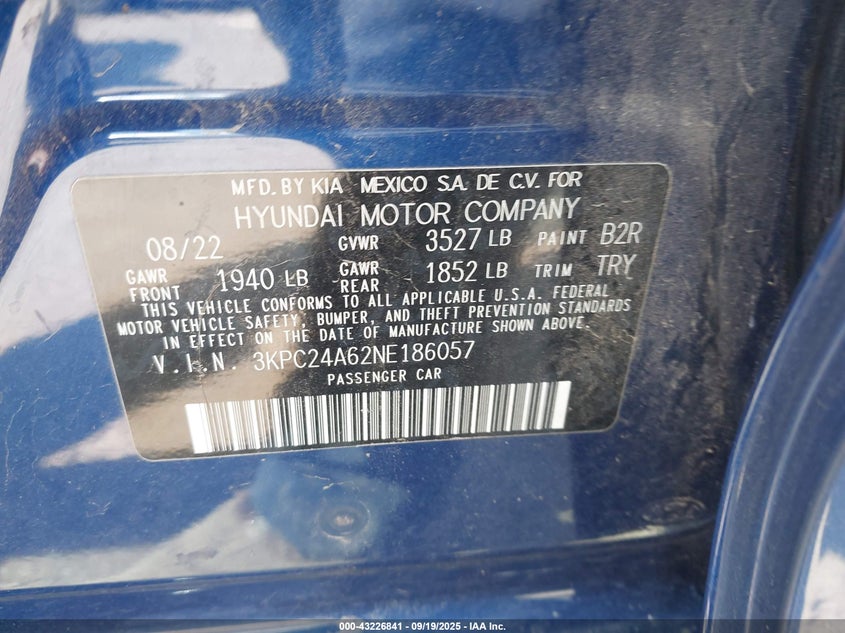 MFD. BY KIA MEXICO S.A. DE C.V. FOR
HYUNDAI MOTOR COMPANY
08/22 GVWR 3527 LB PAINT B2R
GAWR FRONT 1940 LB GAWR REAR 1852 LB TRIM TRY
THIS VEHICLE CONFORMS TO ALL APPLICABLE U.S.A. FEDERAL
MOTOR VEHICLE SAFETY, BUMPER, AND THEFT PREVENTION STANDARDS
IN EFFECT ON THE DATE OF MANUFACTURE SHOWN ABOVE.
V.I.N. 3KPC24A62NE186057
PASSENGER CAR
000-43226841 - 09/19/2025 - IAA Inc.